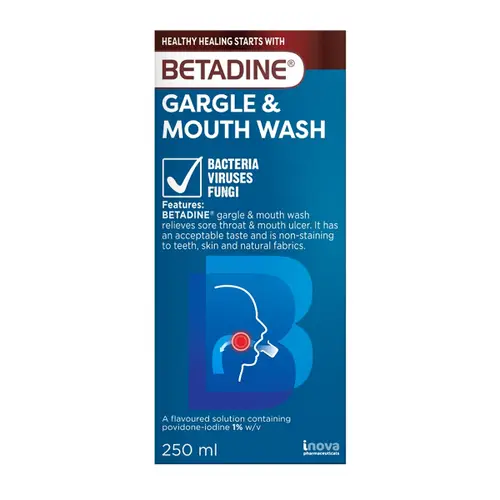 HEALTHY HEALING STARTS WITH
BETADINE®
GARGLE &
MOUTH WASH
BACTERIA
VIRUSES
FUNGI
Features:
BETADINE® gargle & mouth wash
relieves sore throat & mouth ulcer. It has
an acceptable taste and is non-staining
to teeth, skin and natural fabrics.
A flavoured solution containing
povidone-iodine 1% w/v
250 ml
inova
pharmaceuticals